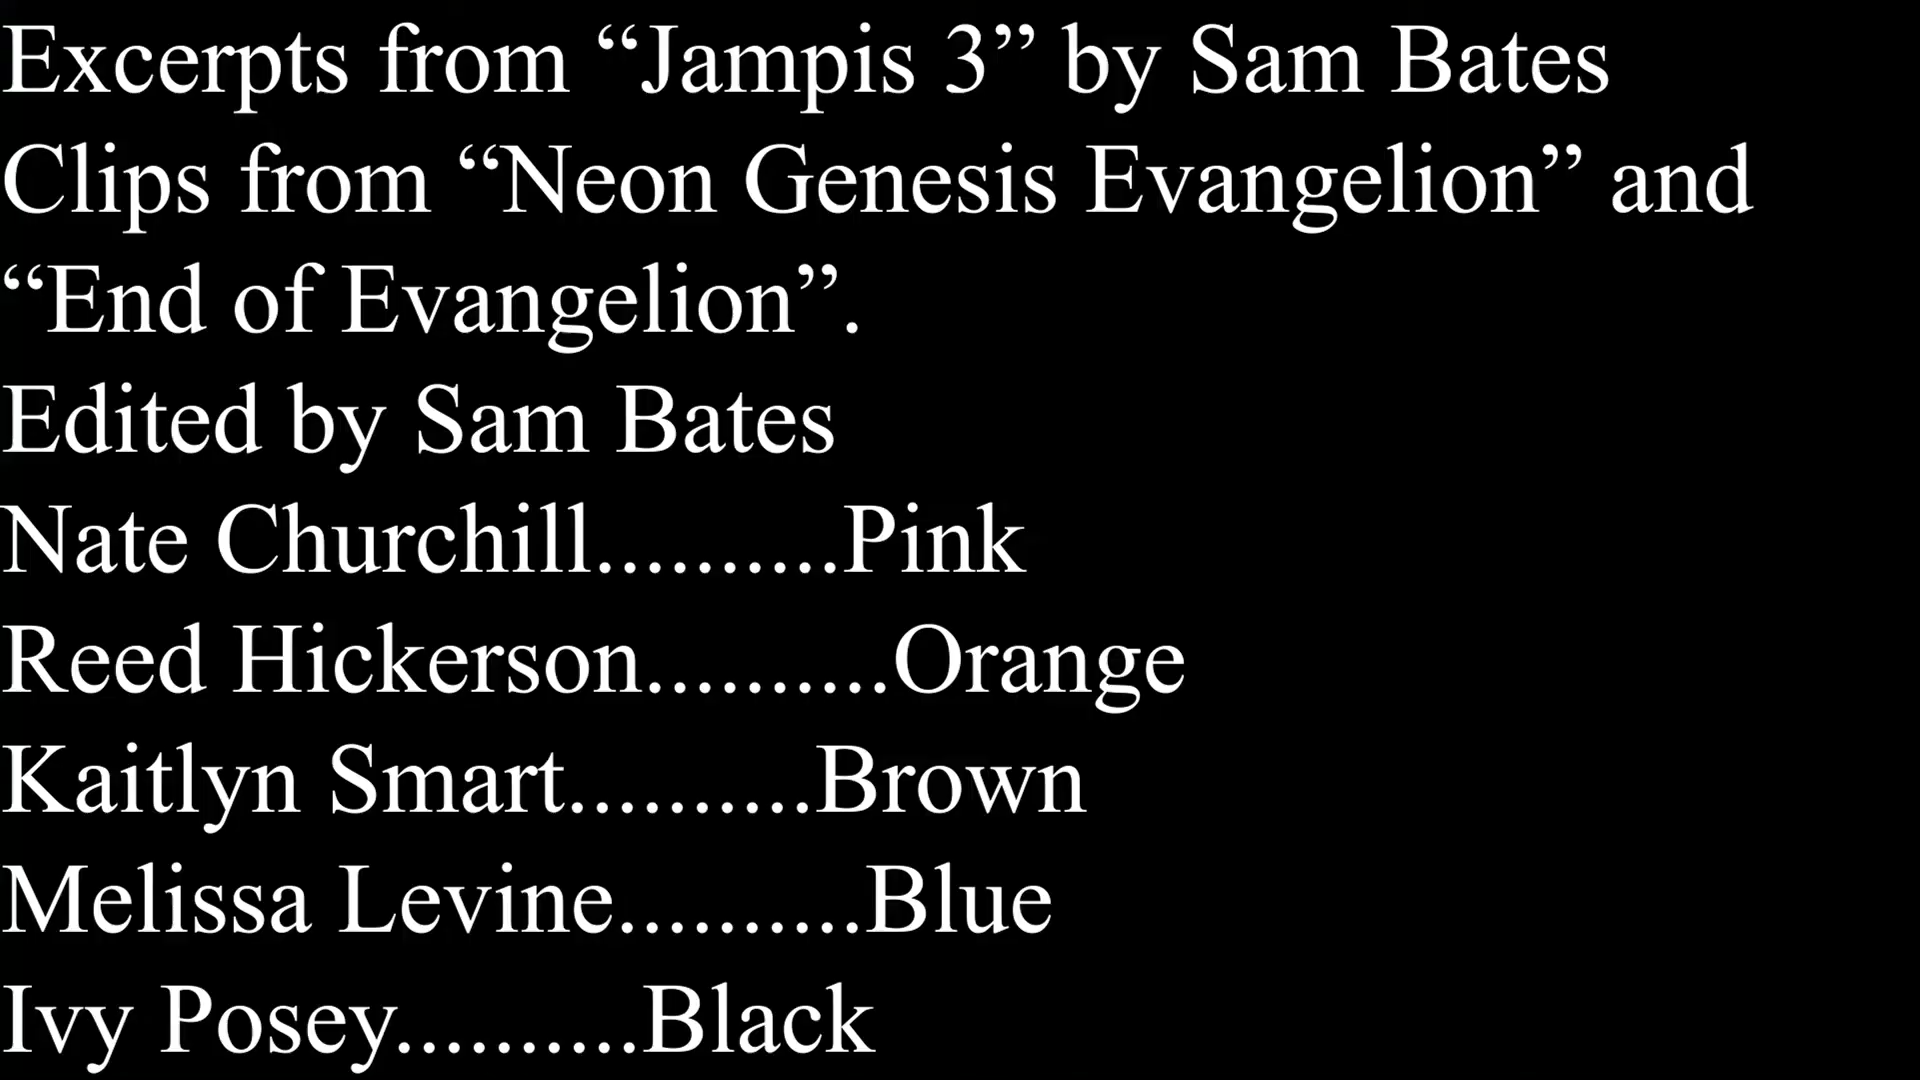 Excerpts from “Jampis 3” by Sam Bates
Clips from “Neon Genesis Evangelion” and
“End of Evangelion”.
Edited by Sam Bates
Nate Churchill..........Pink
Reed Hickerson..........Orange
Kaitlyn Smart..........Brown
Melissa Levine..........Blue
Ivy Posey..........Black